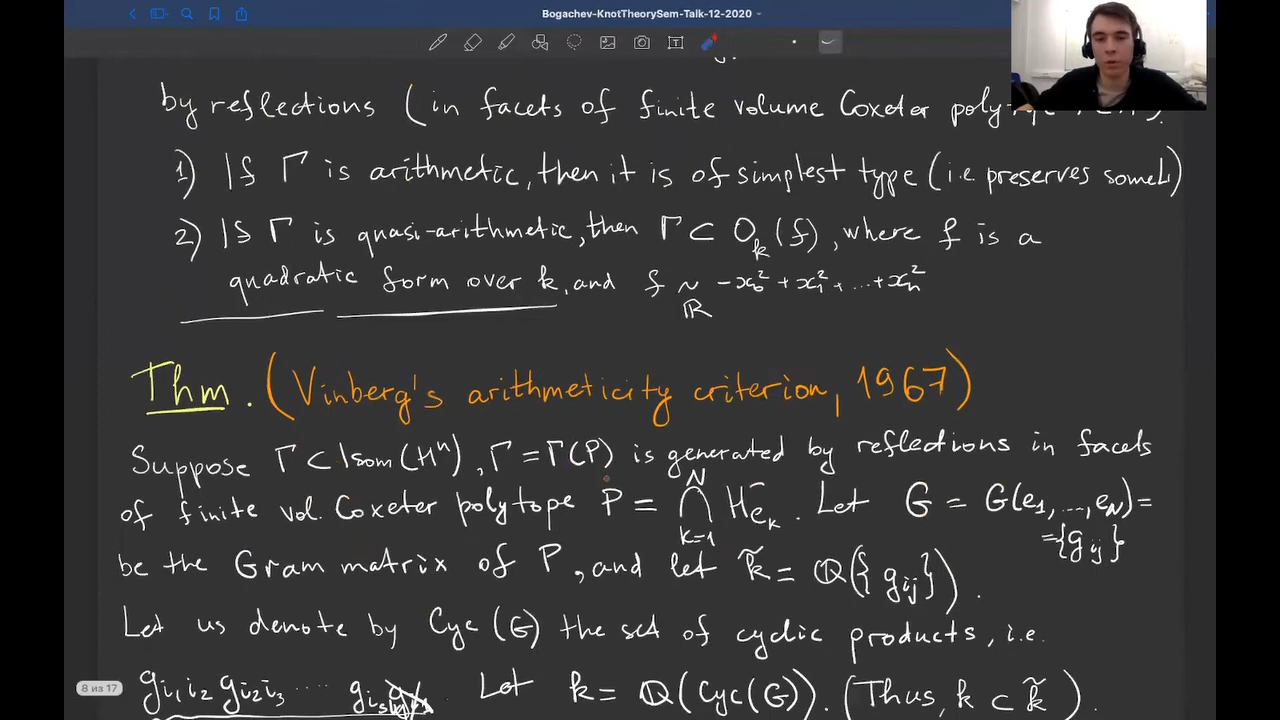 Bogachev-KnotTheorySem-Talk-12-2020
by reflections (in facets of finite volume Coxeter
1) If Γ is arithmetic, then it is of simplest type (i.e. preserves some L)
2) If Γ is quasi-arithmetic, then Γ ⊂ O_k(f), where f is a
quadratic form over k, and f ~_ℝ -x_0^2 + x_1^2 + ... + x_n^2
Thm. (Vinberg's arithmeticity criterion, 1967)
Suppose Γ < Isom(H^n), Γ = Γ(P) is generated by reflections in facets
of finite vol. Coxeter polytope P = ⋂_{k=1}^N H^-_{e_k}. Let G = G(e_1, ..., e_N) =
= {g_ij}
be the Gram matrix of P, and let k̃ = ℚ({g_ij}).
Let us denote by Cyc(G) the set of cyclic products, i.e.
g_{i_1 i_2} g_{i_2 i_3} .... Let k = ℚ(Cyc(G)). (Thus, k ⊂ k̃).
8 из 17